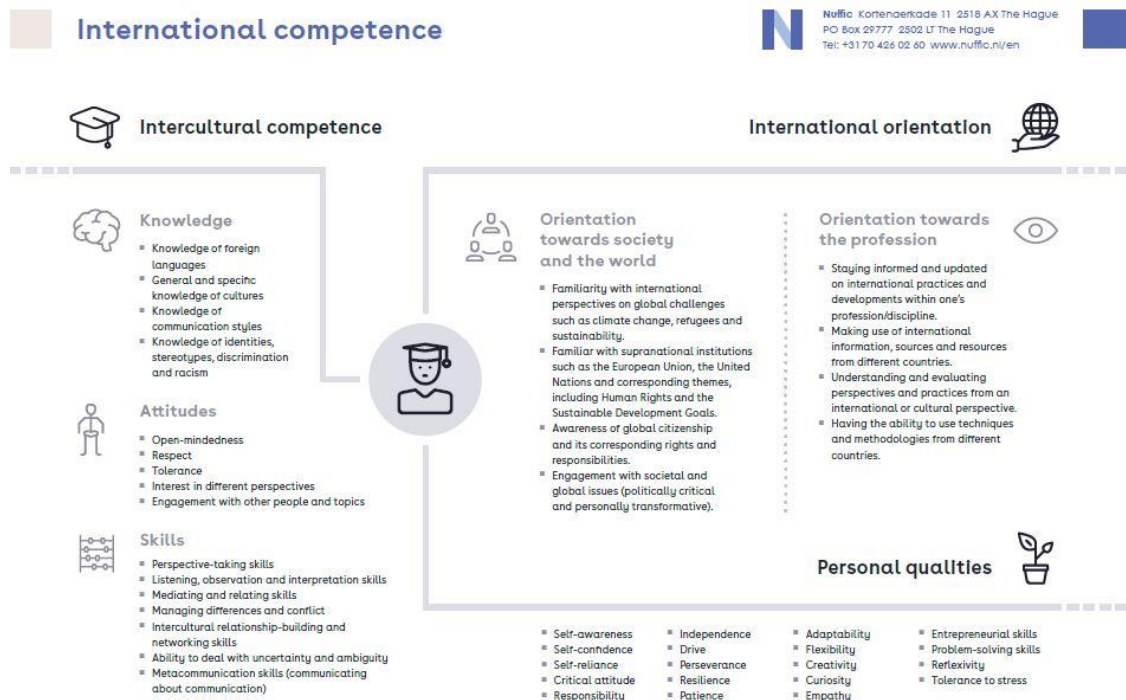 International competence
N
Nuffic Kortenaerkade 11 2518 AX The Hague
PO Box 29777 2502 LT The Hague
Tel: +3170 426 02 60 www.nuffic.nl/en
Intercultural competence
Knowledge
Knowledge of foreign
languages
General and specific
knowledge of cultures
Knowledge of
communication styles
Knowledge of identities,
stereotypes, discrimination
and racism
Attitudes
Open-mindedness
Respect
Tolerance
Interest in different perspectives
Engagement with other people and topics
Skills
Perspective-taking skills
Listening, observation and interpretation skills
Mediating and relating skills
Managing differences and conflict
Intercultural relationship-building and
networking skills
Ability to deal with uncertainty and ambiguity
Metacommunication skills (communicating
about communication)
International orientation
Orientation
towards society
and the world
Familiarity with international
perspectives on global challenges
such as climate change, refugees and
sustainability.
Familiar with supranational institutions
such as the European Union, the United
Nations and corresponding themes,
including Human Rights and the
Sustainable Development Goals.
Awareness of global citizenship
and its corresponding rights and
responsibilities.
Engagement with societal and
global issues (politically critical
and personally transformative).
Orientation towards
the profession
Staying informed and updated
on international practices and
developments within one's
profession/discipline.
Making use of international
information, sources and resources
from different countries.
Understanding and evaluating
perspectives and practices from an
international or cultural perspective.
Having the ability to use techniques
and methodologies from different
countries.
Personal qualities
Self-awareness
Self-confidence
Self-reliance
Critical attitude
Responsibility
Independence
Drive
Perseverance
Resilience
Patience
Adaptability
Flexibility
Creativity
Curiosity
Empathy
Entrepreneurial skills
Problem-solving skills
Reflexivity
Tolerance to stress